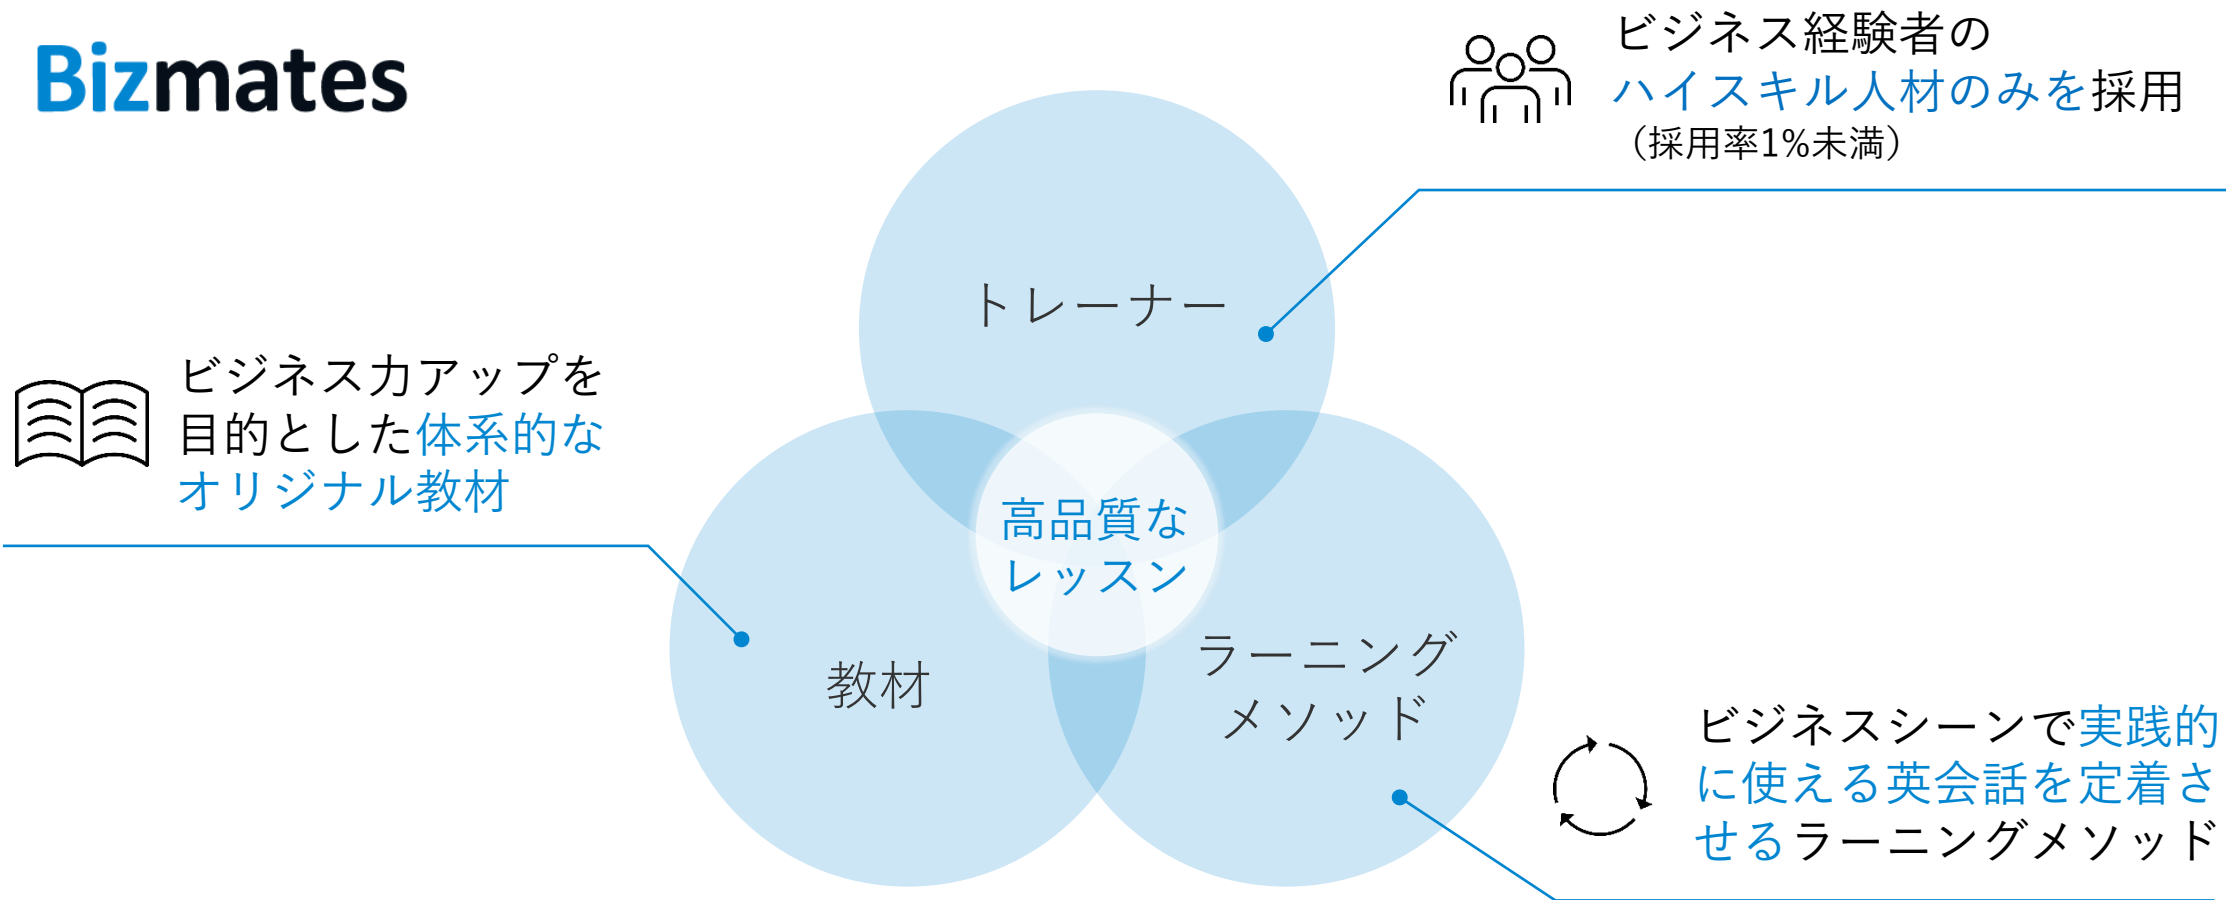 Bizmates
ビジネス経験者の
ハイスキル人材のみを採用
（採用率1%未満）
トレーナー
ビジネス力アップを
目的とした体系的な
オリジナル教材
高品質な
レッスン
教材
ラーニング
メソッド
ビジネスシーンで実践的
に使える英会話を定着さ
せるラーニングメソッド